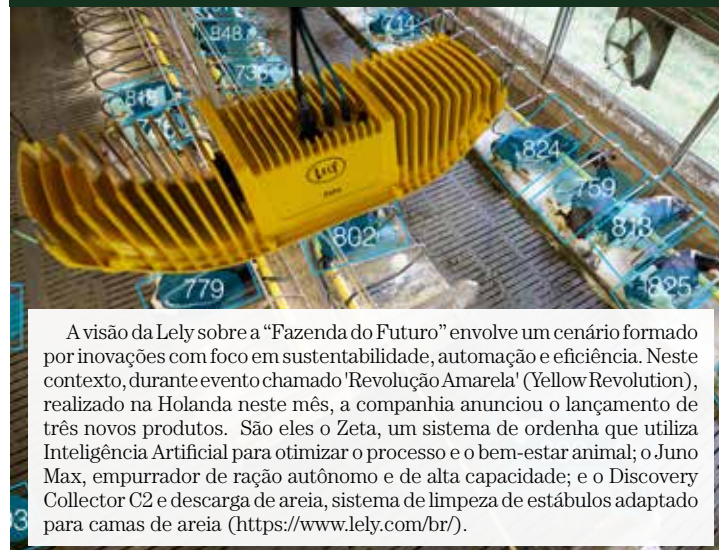 848
714
736
818
824
759
LELY
Zeta
813
802
825
779
A visão da Lely sobre a “Fazenda do Futuro” envolve um cenário formado
por inovações com foco em sustentabilidade, automação e eficiência. Neste
contexto, durante evento chamado 'Revolução Amarela' (Yellow Revolution),
realizado na Holanda neste mês, a companhia anunciou o lançamento de
três novos produtos. São eles o Zeta, um sistema de ordenha que utiliza
Inteligência Artificial para otimizar o processo e o bem-estar animal; o Juno
Max, empurrador de ração autônomo e de alta capacidade; e o Discovery
Collector C2 e descarga de areia, sistema de limpeza de estábulos adaptado
para camas de areia (https://www.lely.com/br/).